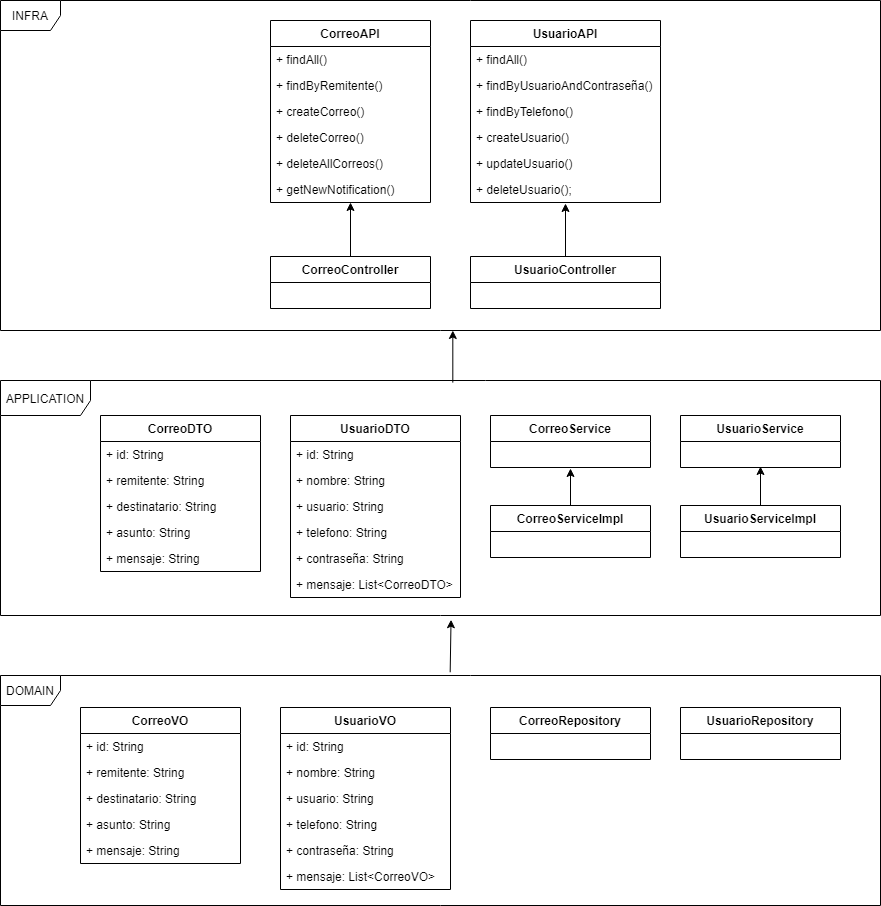 INFRA
CorreoAPI
+ findAll()
+ findByRemitente()
+ createCorreo()
+ deleteCorreo()
+ deleteAllCorreos()
+ getNewNotification()
UsuarioAPI
+ findAll()
+ findByUsuarioAndContraseña()
+ findByTelefono()
+ createUsuario()
+ updateUsuario()
+ deleteUsuario();
CorreoController
UsuarioController
APPLICATION
CorreoDTO
+ id: String
+ remitente: String
+ destinatario: String
+ asunto: String
+ mensaje: String
UsuarioDTO
+ id: String
+ nombre: String
+ usuario: String
+ telefono: String
+ contraseña: String
+ mensaje: List<CorreoDTO>
CorreoService
UsuarioService
CorreoServiceImpl
UsuarioServiceImpl
DOMAIN
CorreoVO
+ id: String
+ remitente: String
+ destinatario: String
+ asunto: String
+ mensaje: String
UsuarioVO
+ id: String
+ nombre: String
+ usuario: String
+ telefono: String
+ contraseña: String
+ mensaje: List<CorreoVO>
CorreoRepository
UsuarioRepository